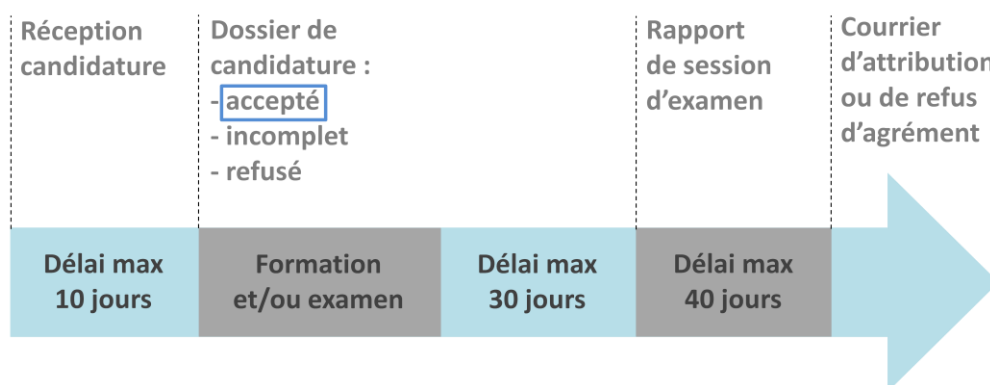 Réception
candidature
Dossier de
candidature :
- accepté
- incomplet
- refusé
Rapport
de session
d'examen
Courrier
d'attribution
ou de refus
d'agrément
Délai max
10 jours
Formation
et/ou examen
Délai max
30 jours
Délai max
40 jours